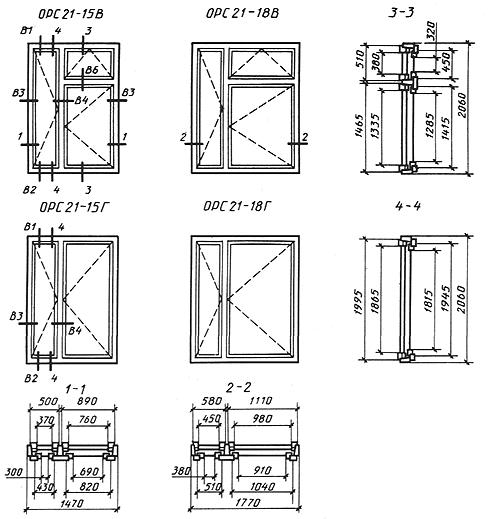 ОРС 21-15В
ОРС 21-18В
3-3
В1 4 3
В6
В3 В4 В3
1 1
В2 4 3
2 2
510 380 320 450 2060
1465 1335 1285 1415
ОРС 21-15Г
ОРС 21-18Г
4-4
В1 4
В3 В4
В2 4
1995 1865 1815 1945 2060
1-1
2-2
500 890
370 760
300 690
430 820
1470
580 1110
450 980
380 910
510 1040
1770